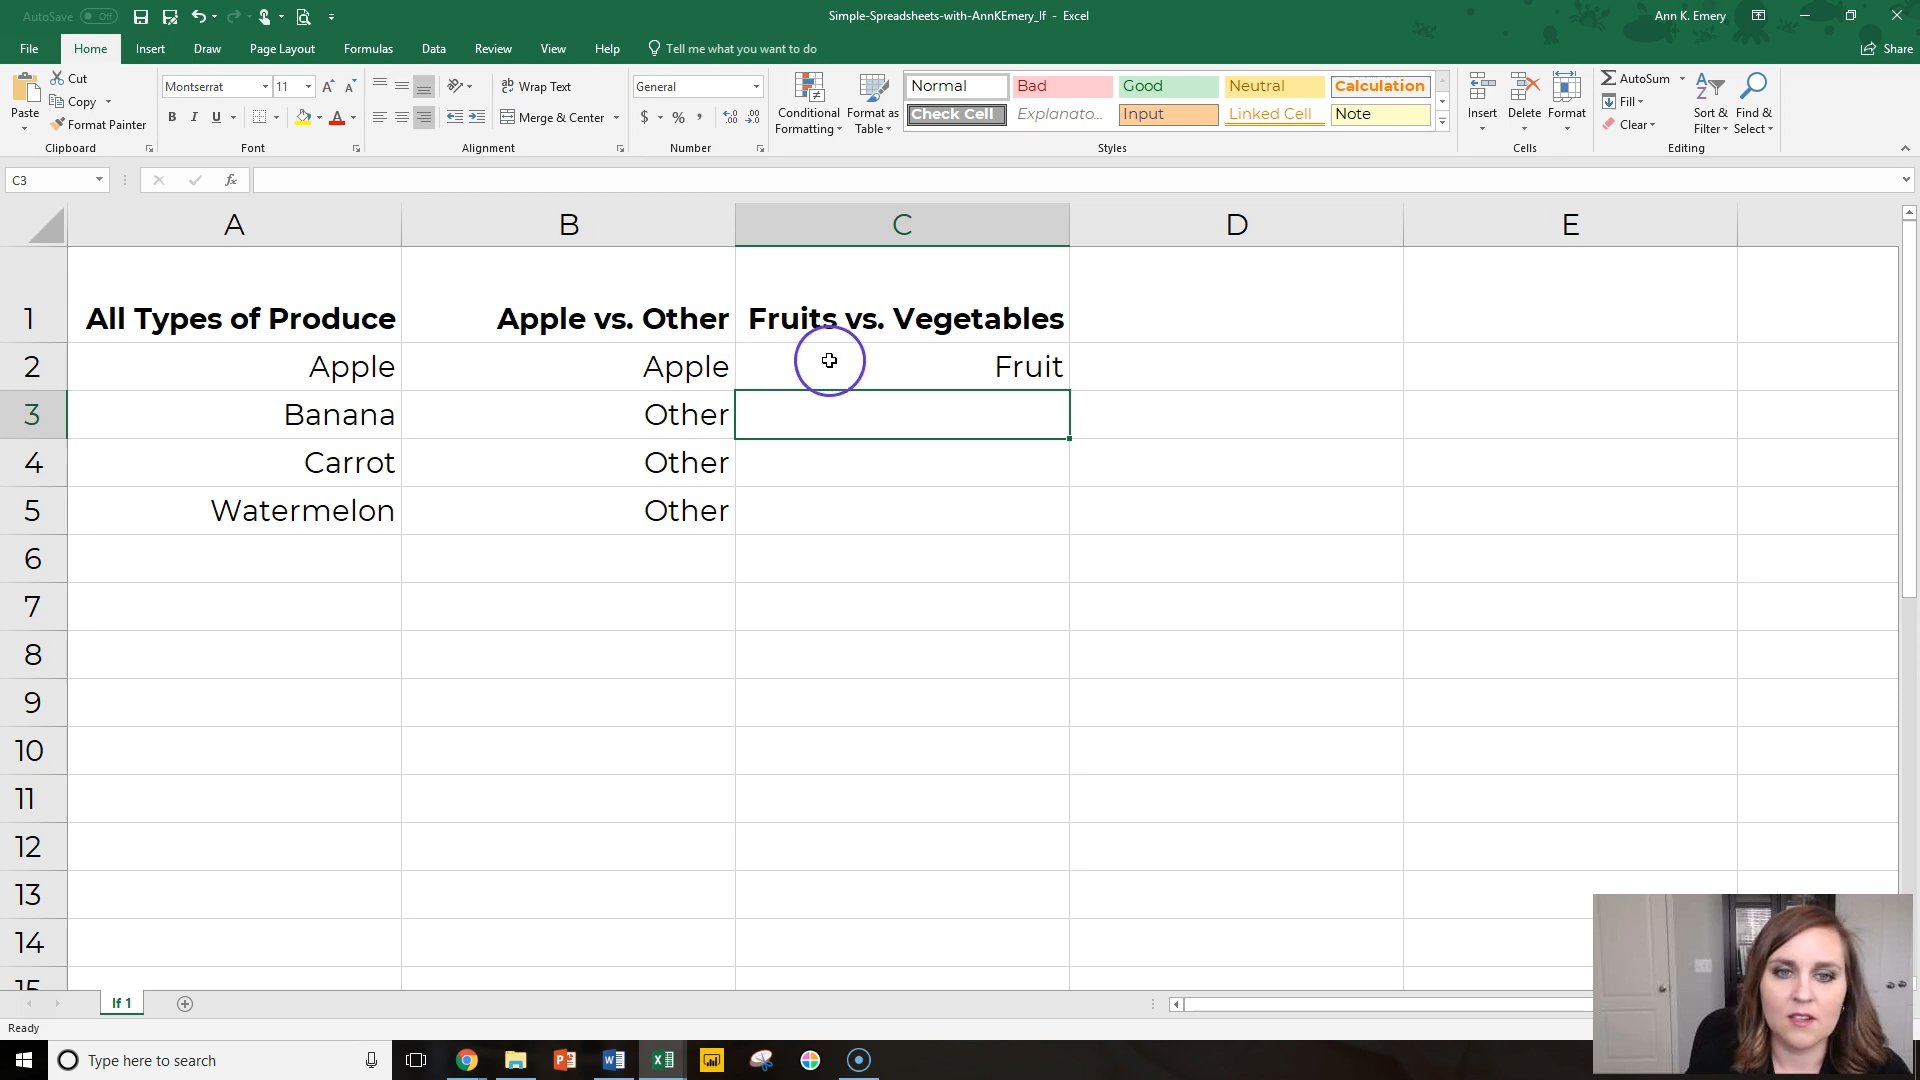 AutoSave Off
Simple-Spreadsheets-with-AnnKEmery_If - Excel
Ann K. Emery
File Home Insert Draw Page Layout Formulas Data Review View Help Tell me what you want to do
Share
Paste
Cut
Copy
Format Painter
Clipboard
Montserrat 11
B I U
Font
Wrap Text
Merge & Center
Alignment
General
$ % ,
Number
Conditional Formatting
Format as Table
Normal Bad Good Neutral Calculation
Check Cell Explanato... Input Linked Cell Note
Styles
Insert Delete Format
Cells
AutoSum
Fill
Clear
Sort & Filter
Find & Select
Editing
C3
fx
A B C D E
1 All Types of Produce Apple vs. Other Fruits vs. Vegetables
2 Apple Apple Fruit
3 Banana Other
4 Carrot Other
5 Watermelon Other
6
7
8
9
10
11
12
13
14
15
If 1
Ready
Type here to search